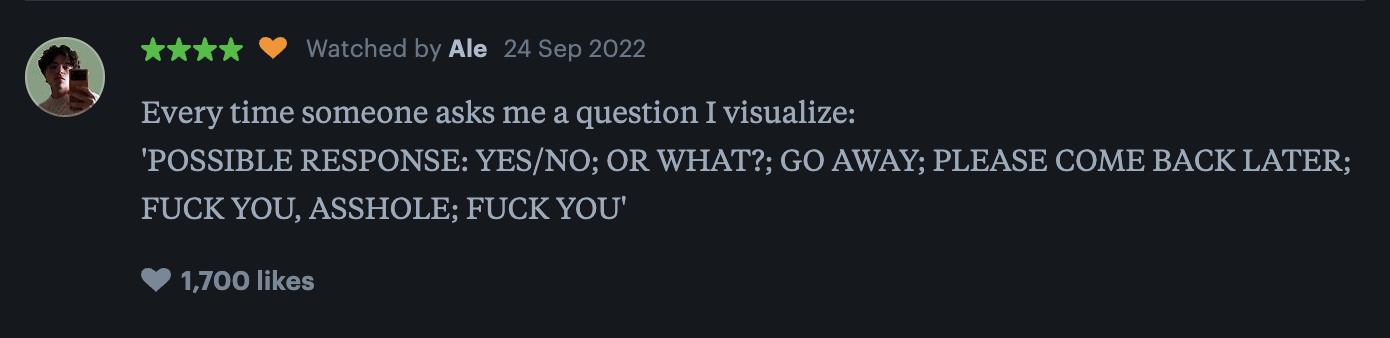 Watched by Ale 24 Sep 2022
Every time someone asks me a question I visualize:
'POSSIBLE RESPONSE: YES/NO; OR WHAT?; GO AWAY; PLEASE COME BACK LATER;
FUCK YOU, ASSHOLE; FUCK YOU'
1,700 likes